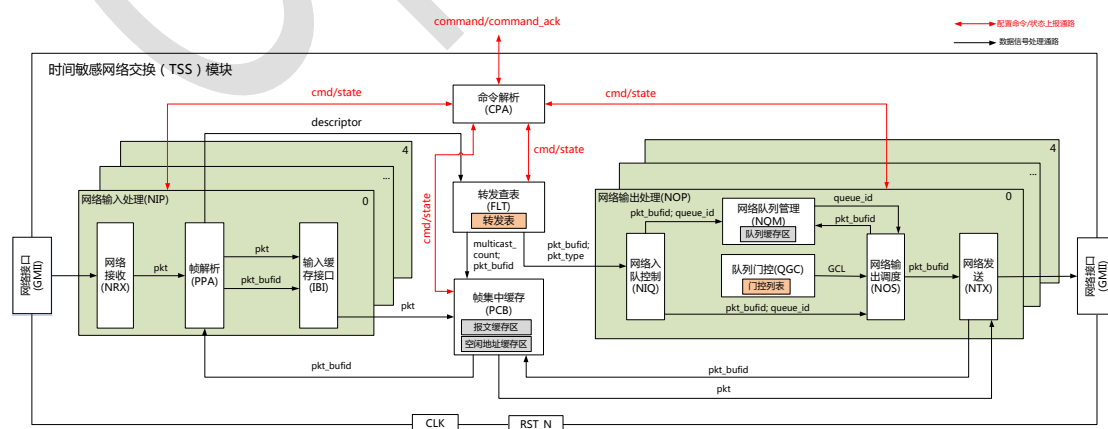 command/command_ack
配置命令/状态上报通路
数据信号处理通路
时间敏感网络交换（TSS）模块
cmd/state
命令解析
(CPA)
cmd/state
descriptor
cmd/state
4
...
网络输入处理(NIP)
0
转发查表
(FLT)
转发表
cmd/state
4
...
网络输出处理(NOP)
0
网络接口
(GMII)
网络
接收
(NRX)
pkt
帧解析
(PPA)
pkt
pkt_bufid
输入缓
存接口
(IBI)
pkt
multicast_
count;
pkt_bufid
pkt_bufid;
pkt_type
帧集中缓存
(PCB)
报文缓存区
空闲地址缓存区
pkt_bufid; queue_id
网络队列管理
(NQM)
队列缓存区
queue_id
pkt_bufid
网络入
队控制
(NIQ)
队列门控(QGC)
门控列表
GCL
网络输
出调度
(NOS)
pkt_bufid
网络发
送
(NTX)
pkt_bufid; queue_id
网络接口
(GMII)
pkt_bufid
pkt_bufid
pkt
CLK
RST_N